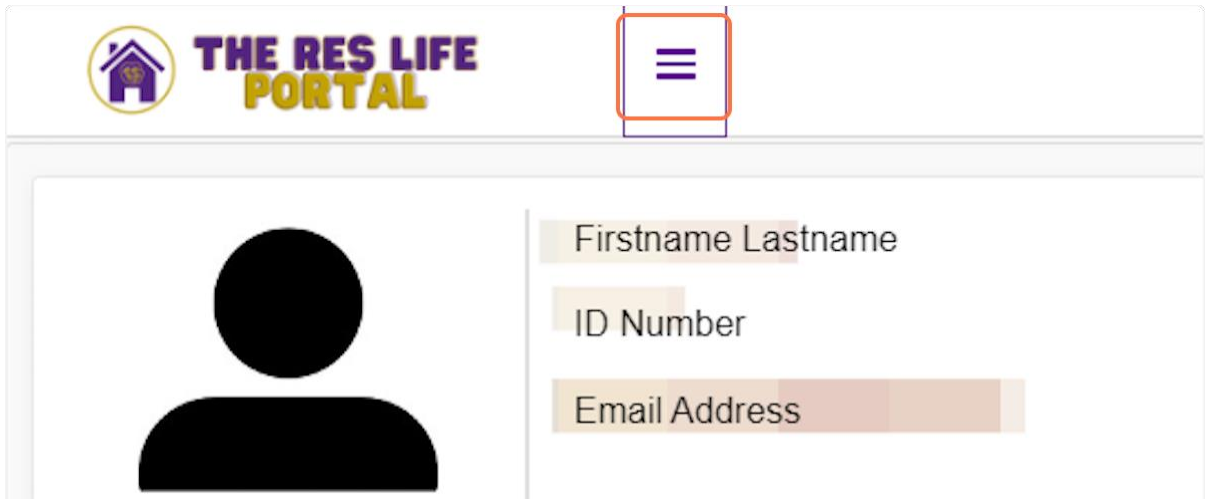 THE RES LIFE
PORTAL
Firstname Lastname
ID Number
Email Address